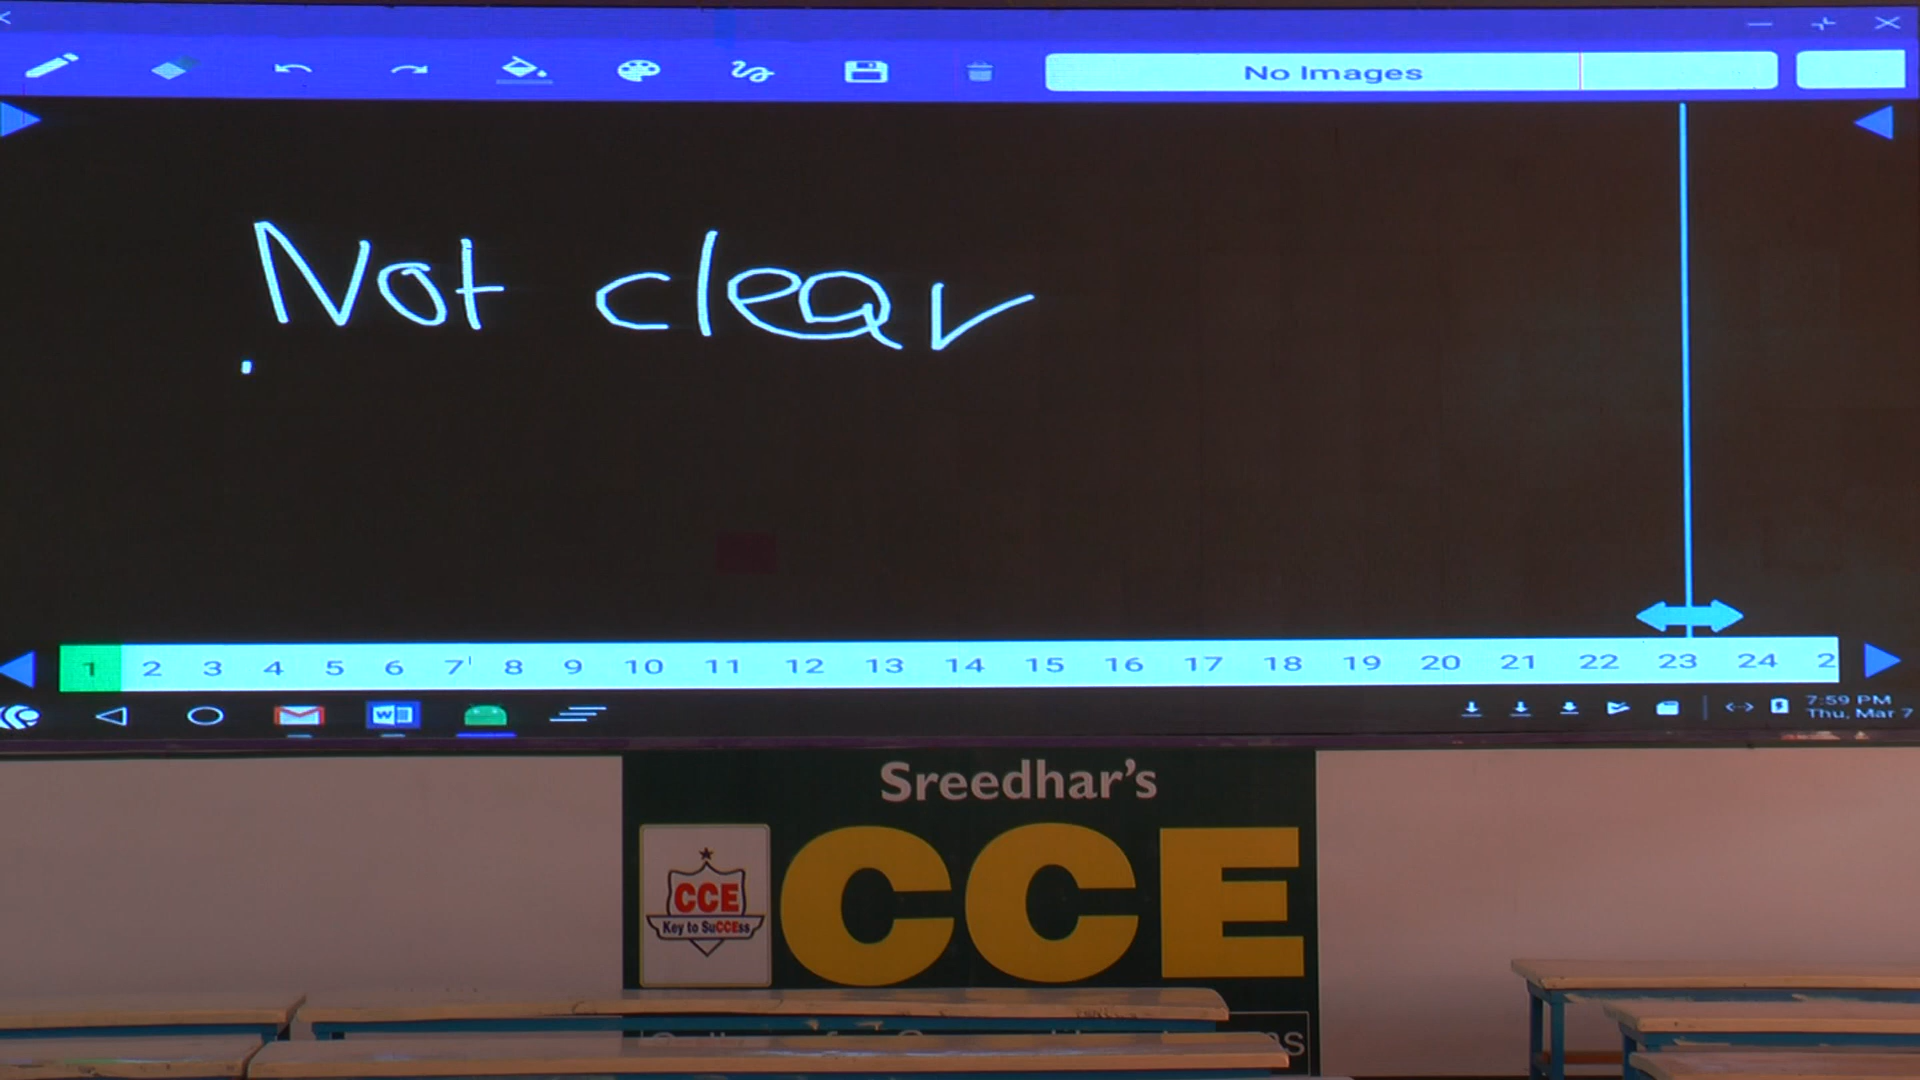 No Images
Not clear
1 2 3 4 5 6 7 8 9 10 11 12 13 14 15 16 17 18 19 20 21 22 23 24 2
7:59 PM
Thu, Mar 7
Sreedhar's
CCE
CCE
Key to SuCCEss